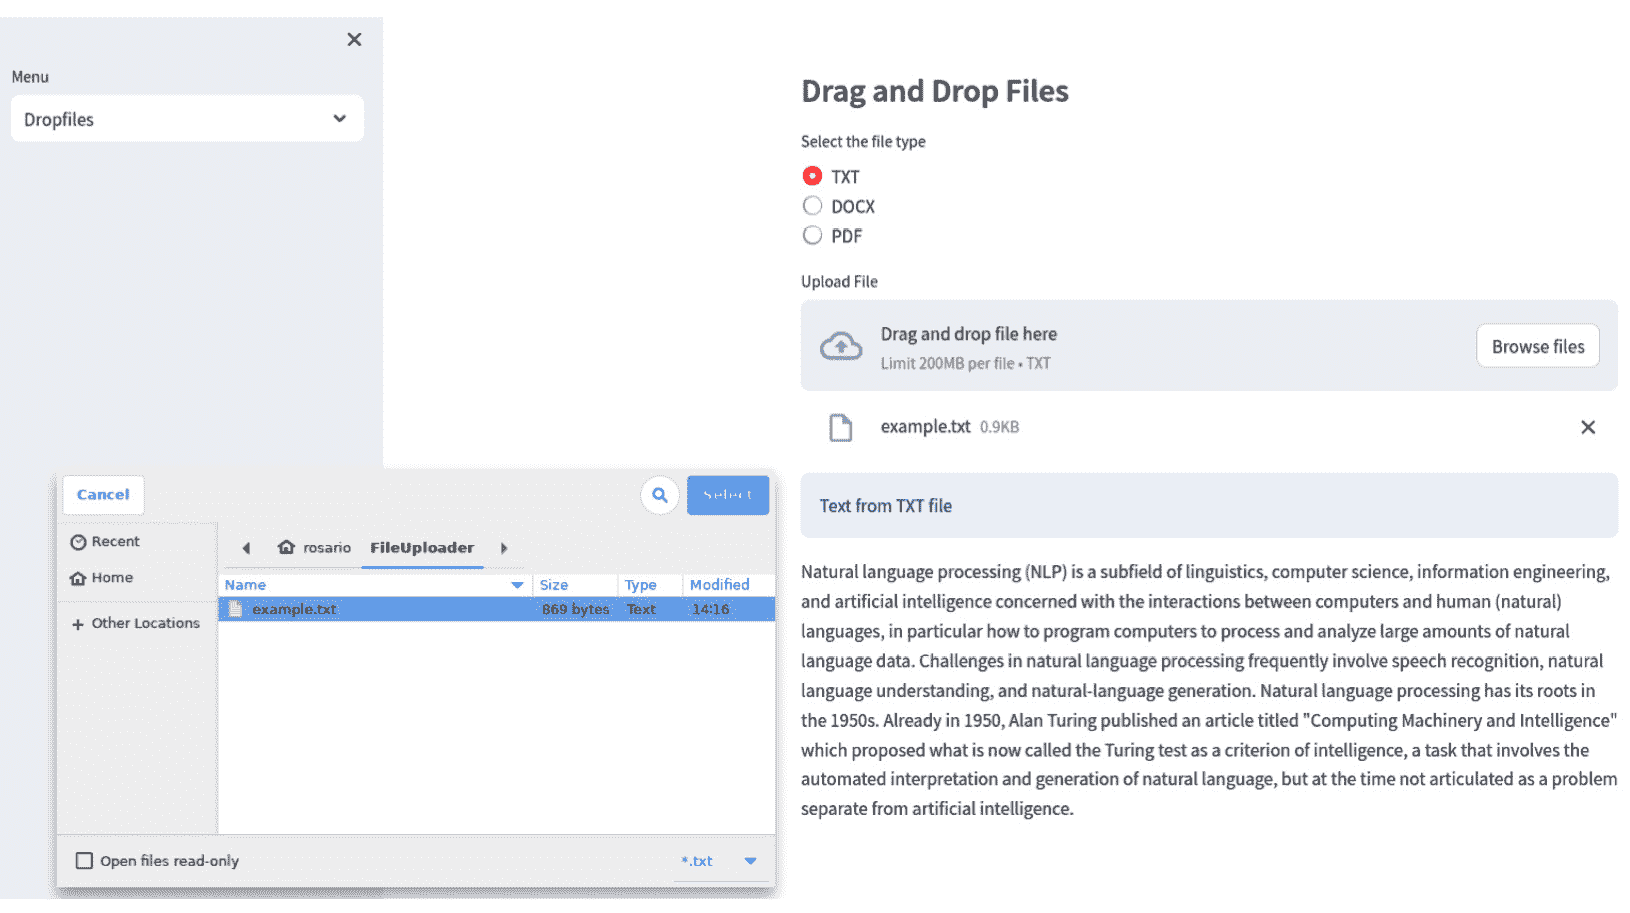 Menu
Dropfiles
Drag and Drop Files
Select the file type
TXT
DOCX
PDF
Upload File
Drag and drop file here
Limit 200MB per file • TXT
Browse files
example.txt 0.9KB
Text from TXT file
Natural language processing (NLP) is a subfield of linguistics, computer science, information engineering,
and artificial intelligence concerned with the interactions between computers and human (natural)
languages, in particular how to program computers to process and analyze large amounts of natural
language data. Challenges in natural language processing frequently involve speech recognition, natural
language understanding, and natural-language generation. Natural language processing has its roots in
the 1950s. Already in 1950, Alan Turing published an article titled "Computing Machinery and Intelligence"
which proposed what is now called the Turing test as a criterion of intelligence, a task that involves the
automated interpretation and generation of natural language, but at the time not articulated as a problem
separate from artificial intelligence.
Cancel
Select
Recent
Home
Other Locations
rosario FileUploader
Name Size Type Modified
example.txt 869 bytes Text 14:16
Open files read-only
*.txt